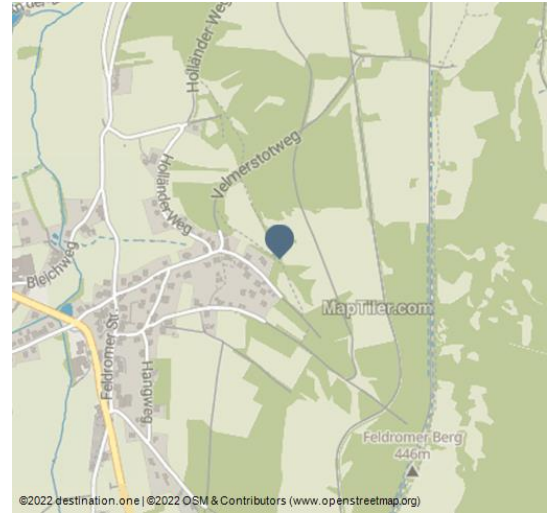 Holländer Weg
Velmerstotweg
Holländer Weg
Bleichweg
MapTiler.com
Feldromer Str
Hangweg
Feldromer Berg
446m
©2022 destination.one | ©2022 OSM & Contributors (www.openstreetmap.org)